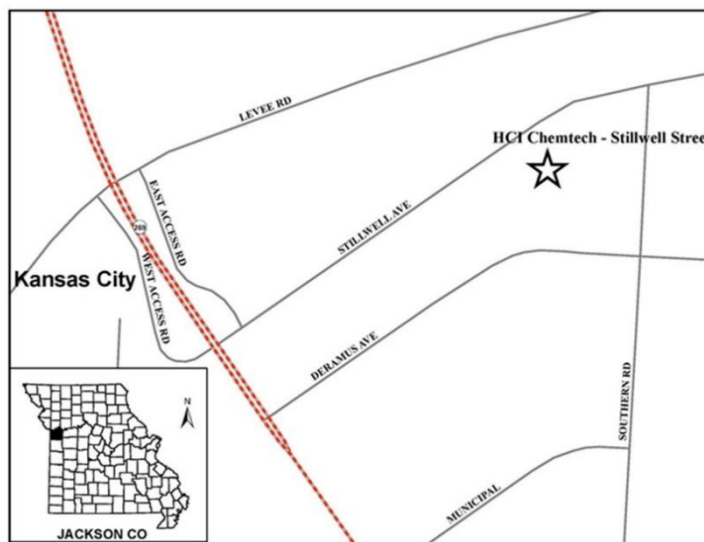 LEVEE RD
HCI Chemtech - Stillwell Stree
EAST ACCESS RD
STILLWELL AVE
269
WEST ACCESS RD
Kansas City
DERAMUS AVE
SOUTHERN RD
N
MUNICIPAL
JACKSON CO